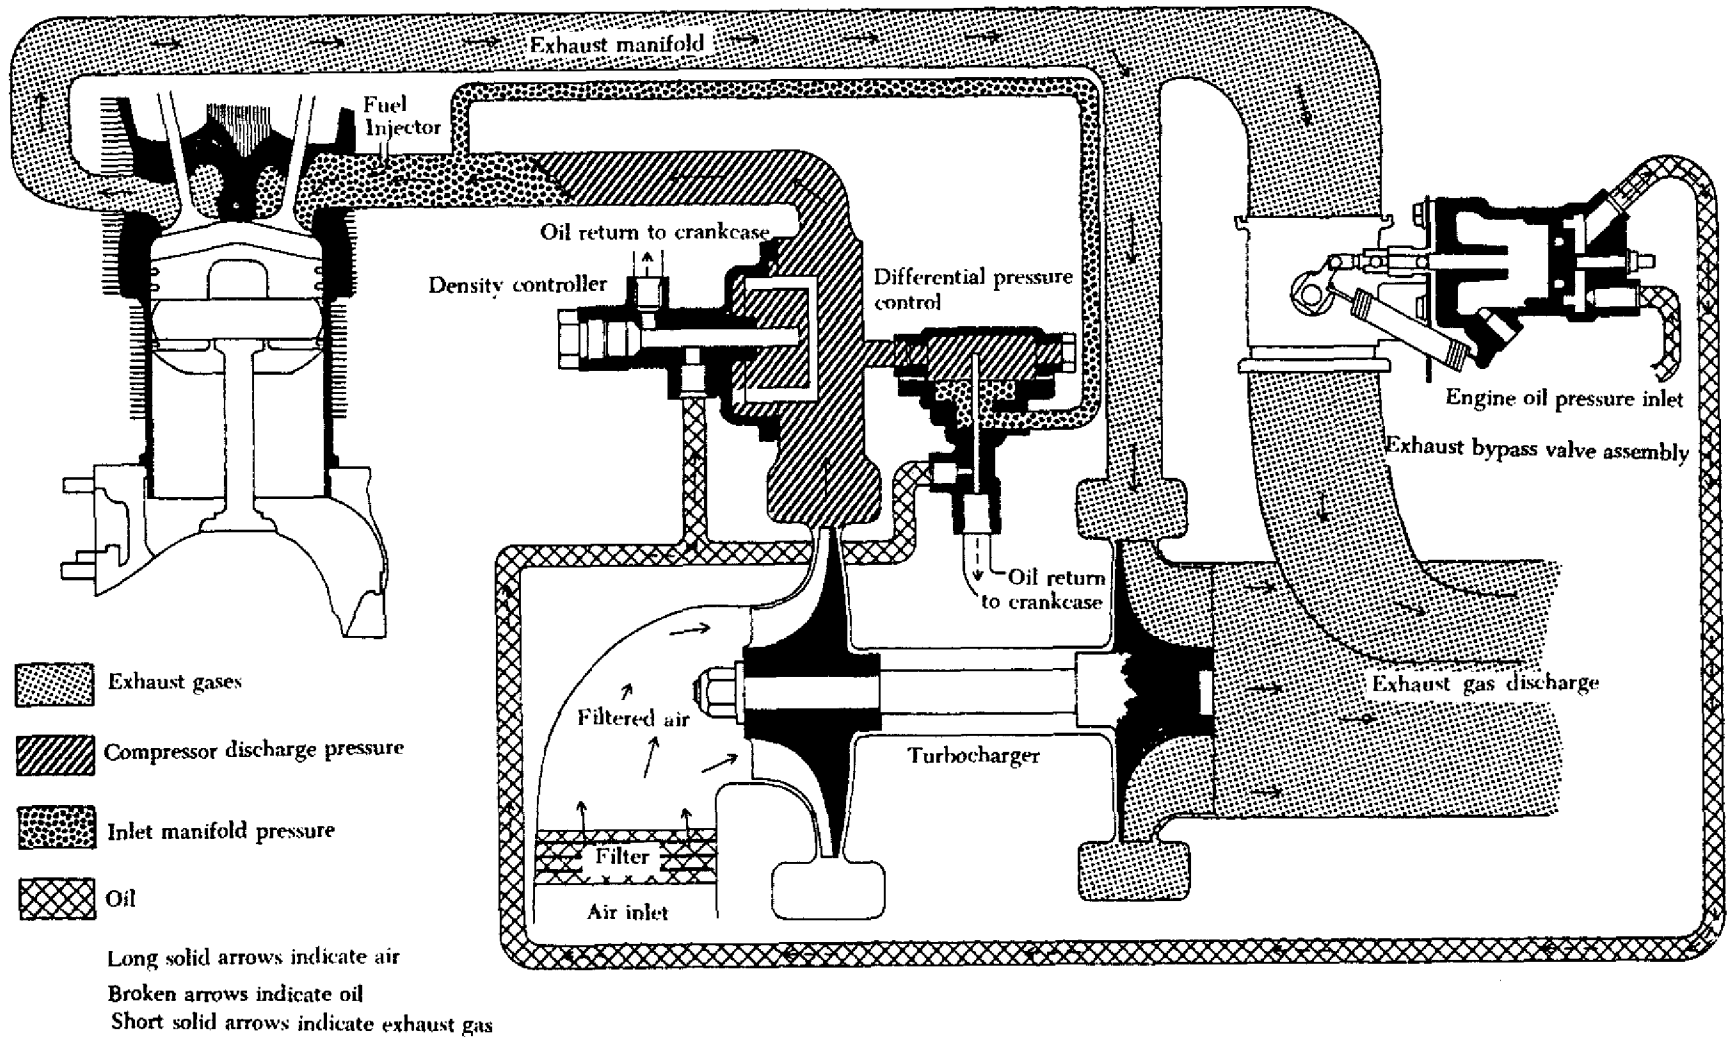 Exhaust manifold
Fuel
Injector
Oil return to crankcase
Density controller
Differential pressure
control
Engine oil pressure inlet
Exhaust bypass valve assembly
Oil return
to crankcase
Exhaust gases
Exhaust gas discharge
Filtered air
Compressor discharge pressure
Turbocharger
Inlet manifold pressure
Filter
Oil
Air inlet
Long solid arrows indicate air
Broken arrows indicate oil
Short solid arrows indicate exhaust gas